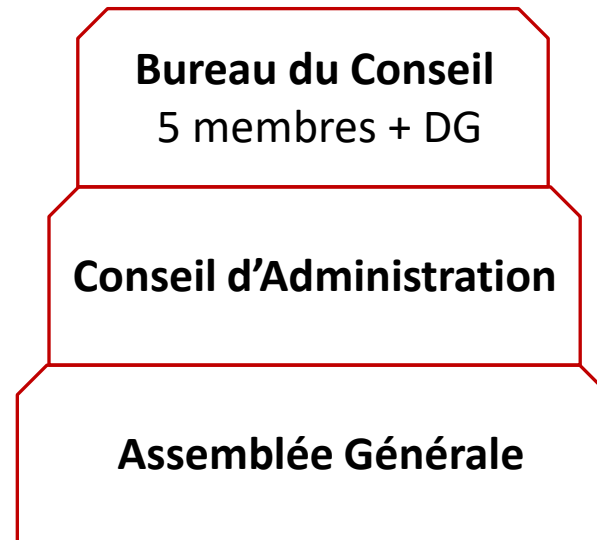 Bureau du Conseil
5 membres + DG
Conseil d’Administration
Assemblée Générale